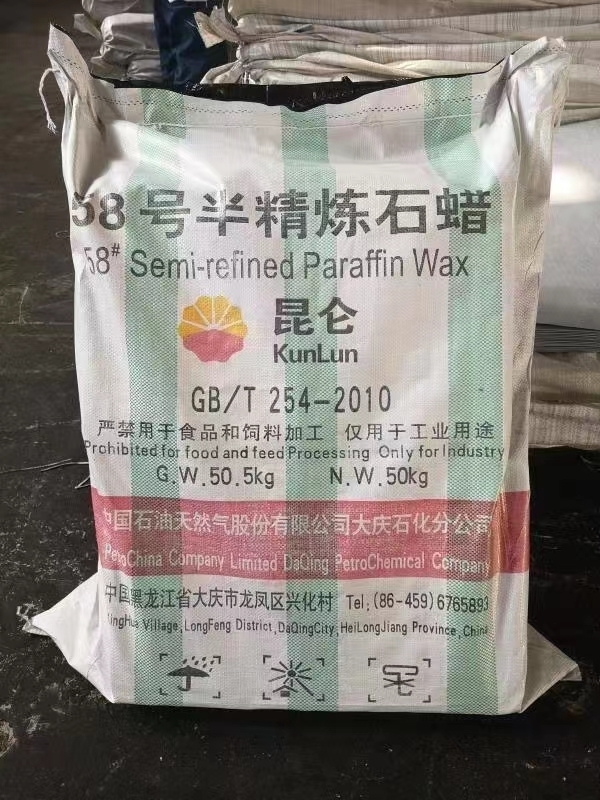 58号半精炼石蜡
58# Semi-refined Paraffin Wax
昆仑
KunLun
GB/T 254-2010
严禁用于食品和饲料加工 仅用于工业用途
Prohibited for food and feed Processing Only for Industry
G.W.50.5kg N.W.50kg
中国石油天然气股份有限公司大庆石化分公司
PetroChina Company Limited DaQing PetroChemical Company
中国黑龙江省大庆市龙凤区兴化村 Tel:(86-459)6765893
XingHua Village,LongFeng District,DaQingCity,HeiLongJiang Province,China